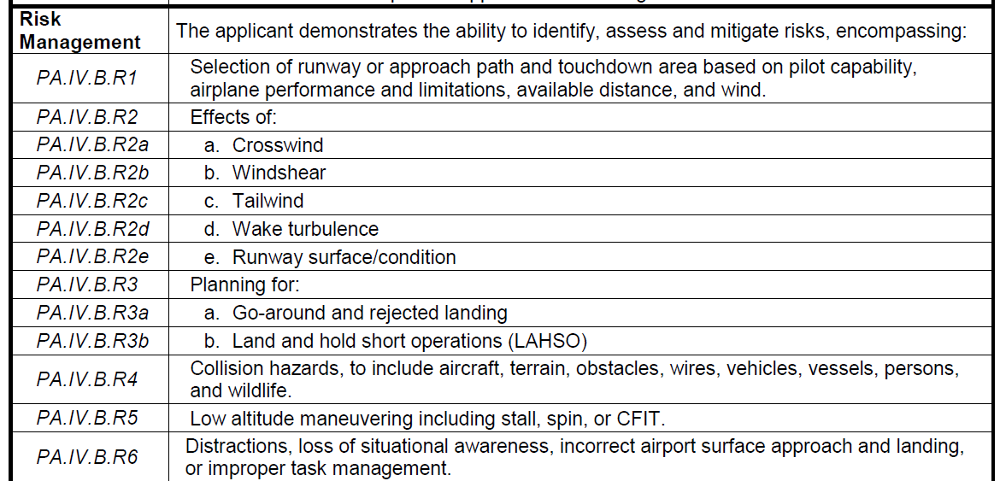 Risk
Management
The applicant demonstrates the ability to identify, assess and mitigate risks, encompassing:
PA.IV.B.R1
Selection of runway or approach path and touchdown area based on pilot capability,
airplane performance and limitations, available distance, and wind.
PA.IV.B.R2
Effects of:
PA.IV.B.R2a
a. Crosswind
PA.IV.B.R2b
b. Windshear
PA.IV.B.R2c
c. Tailwind
PA.IV.B.R2d
d. Wake turbulence
PA.IV.B.R2e
e. Runway surface/condition
PA.IV.B.R3
Planning for:
PA.IV.B.R3a
a. Go-around and rejected landing
PA.IV.B.R3b
b. Land and hold short operations (LAHSO)
PA.IV.B.R4
Collision hazards, to include aircraft, terrain, obstacles, wires, vehicles, vessels, persons,
and wildlife.
PA.IV.B.R5
Low altitude maneuvering including stall, spin, or CFIT.
PA.IV.B.R6
Distractions, loss of situational awareness, incorrect airport surface approach and landing,
or improper task management.